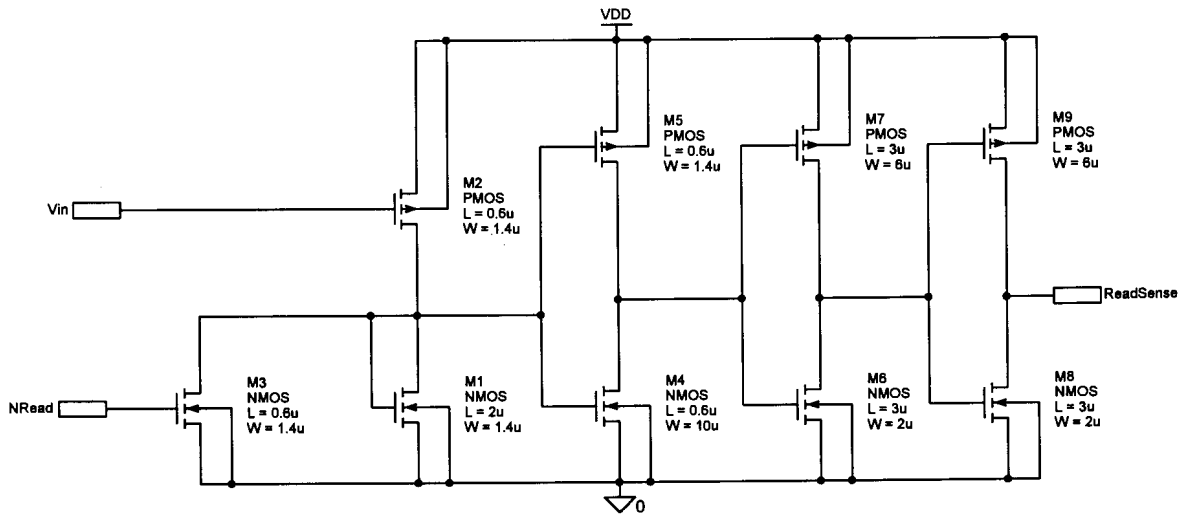 VDD
M5
PMOS
L = 0.6u
W = 1.4u
M7
PMOS
L = 3u
W = 6u
M9
PMOS
L = 3u
W = 6u
M2
PMOS
L = 0.6u
W = 1.4u
Vin
ReadSense
M3
NMOS
L = 0.6u
W = 1.4u
M1
NMOS
L = 2u
W = 1.4u
M4
NMOS
L = 0.6u
W = 10u
M6
NMOS
L = 3u
W = 2u
M8
NMOS
L = 3u
W = 2u
NRead
0